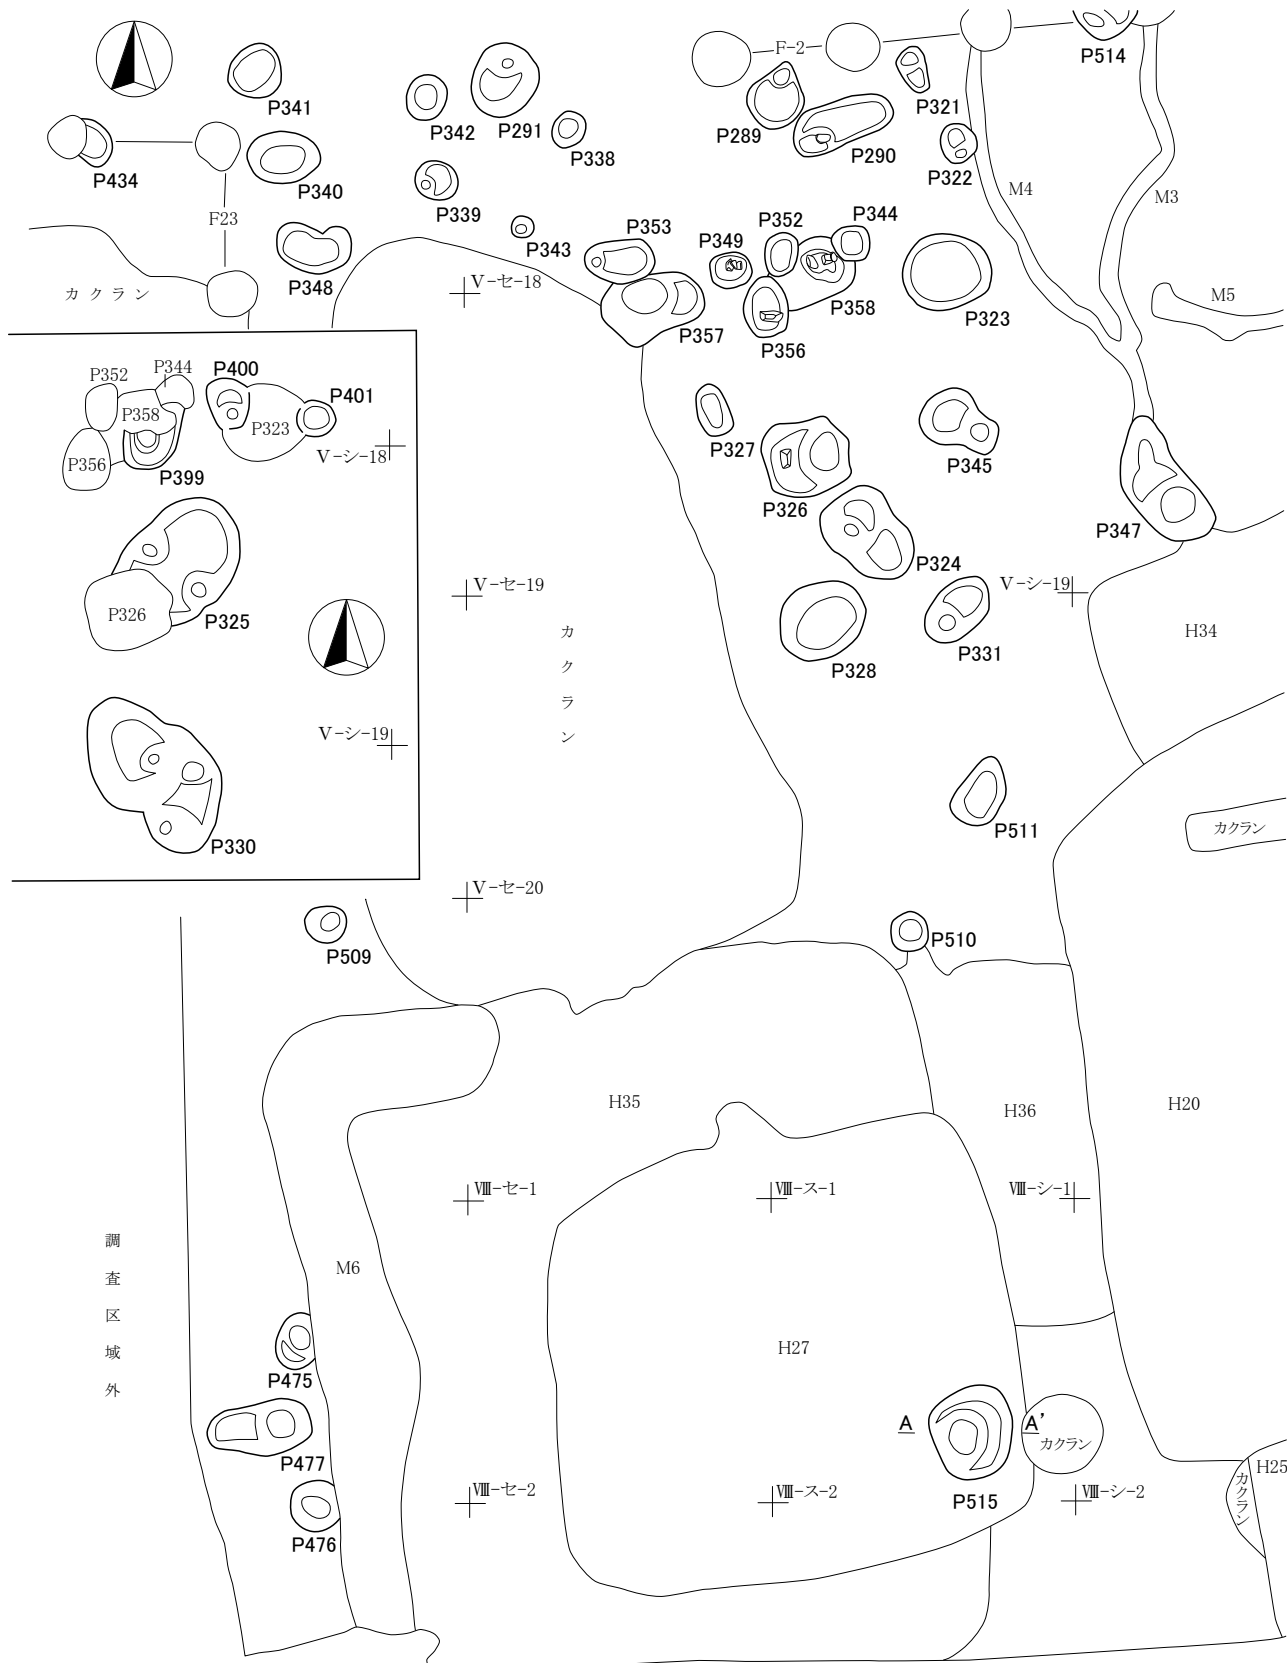 P514
F-2
P341
P342
P291
P338
P289
P290
P321
P322
P434
P340
P339
P343
F23
P348
M4
M3
M5
カクラン
V-セ-18
P353
P349
P352
P344
P357
P356
P358
P323
P352
P344
P400
P401
P358
P323
P356
P399
V-シ-18
P326
P325
V-シ-19
P330
P327
P326
P345
P347
P324
V-セ-19
V-シ-19
カクラン
P328
P331
H34
P511
カクラン
V-セ-20
P509
P510
H35
H36
H20
Ⅷ-セ-1
Ⅷ-ス-1
Ⅷ-シ-1
調査区域外
M6
H27
P475
P477
P476
A
A'
カクラン
P515
Ⅷ-セ-2
Ⅷ-ス-2
Ⅷ-シ-2
カクラン
H25